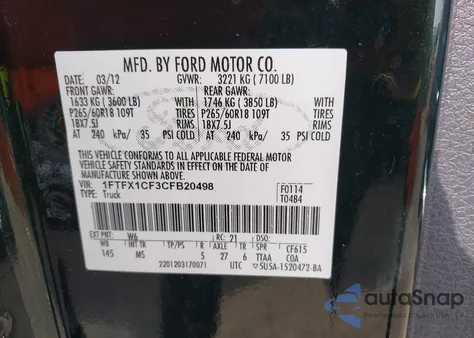 MFD. BY FORD MOTOR CO.
DATE: 03/12 GVWR: 3221 KG ( 7100 LB)
FRONT GAWR: REAR GAWR:
1633 KG ( 3600 LB) WITH 1746 KG ( 3850 LB) WITH
P265/60R18 109T TIRES P265/60R18 109T TIRES
18X7.5J RIMS 18X7.5J RIMS
AT 240 kPa/ 35 PSI COLD AT 240 kPa/ 35 PSI COLD
THIS VEHICLE CONFORMS TO ALL APPLICABLE FEDERAL MOTOR
VEHICLE SAFETY STANDARDS IN EFFECT ON THE DATE OF
MANUFACTURE SHOWN ABOVE.
VIN: 1FTFX1CF3CFB20498 F0114
TYPE: Truck T0484
EXT PNT: W6 RC: 21 DSO:
WB INT TR TP/PS R AXLE TR SPR CF615
145 MS 5 27 6 TTAA COA
2201203170071 UTC 5U5A-1520472-BA
autoSnap